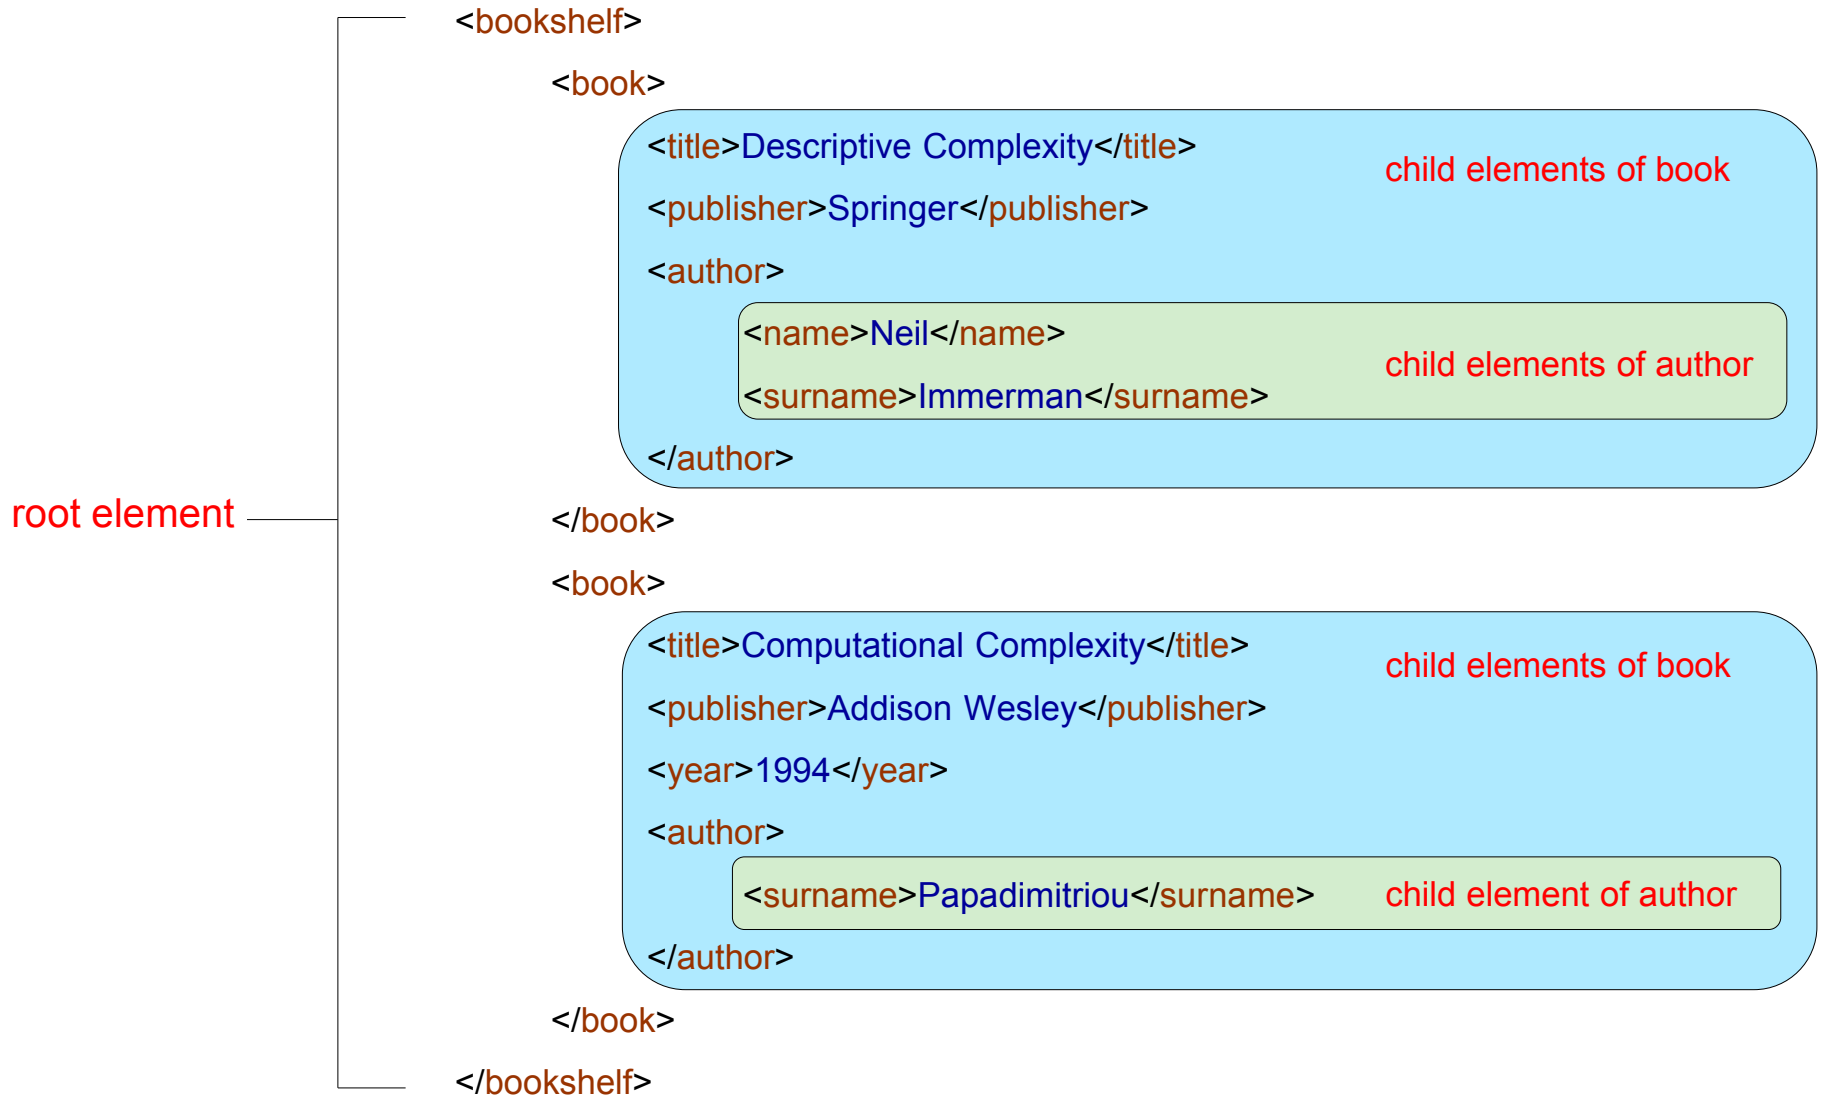 <bookshelf>
<book>
<title>Descriptive Complexity</title>
child elements of book
<publisher>Springer</publisher>
<author>
<name>Neil</name>
child elements of author
<surname>Immerman</surname>
</author>
root element
</book>
<book>
<title>Computational Complexity</title>
child elements of book
<publisher>Addison Wesley</publisher>
<year>1994</year>
<author>
<surname>Papadimitriou</surname>
child element of author
</author>
</book>
</bookshelf>